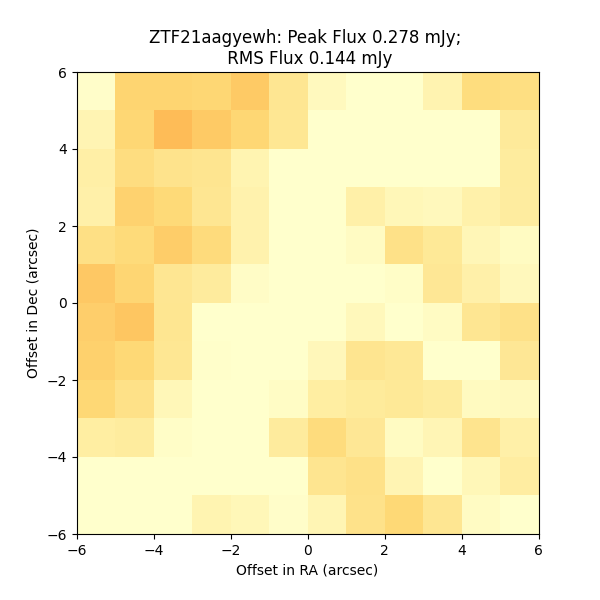 ZTF21aagyewh: Peak Flux 0.278 mJy;
RMS Flux 0.144 mJy
6
4
2
0
−2
−4
−6
Offset in Dec (arcsec)
−6 −4 −2 0 2 4 6
Offset in RA (arcsec)